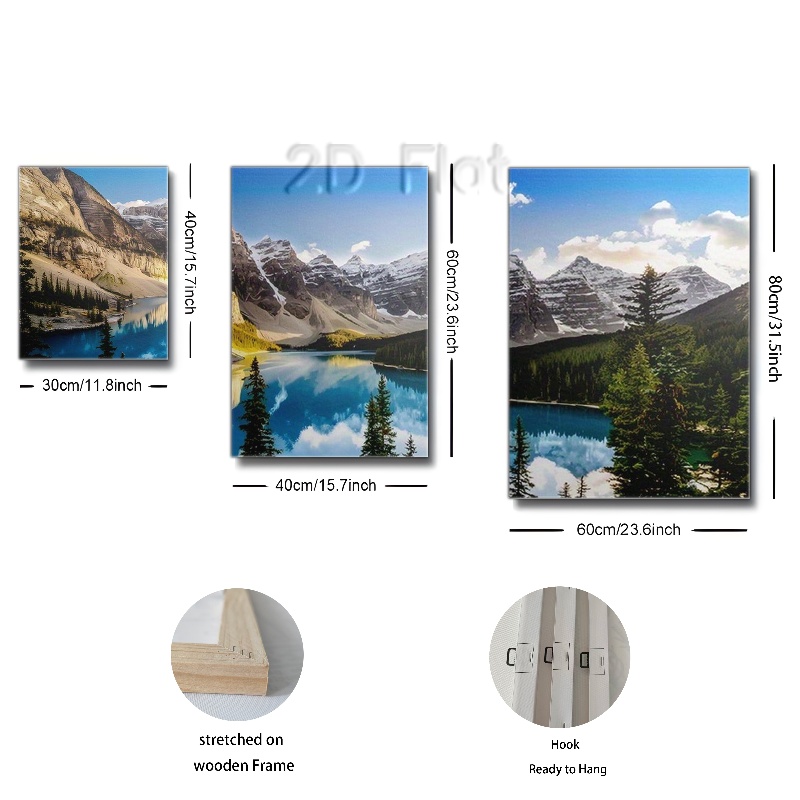 2D Flat
40cm/15.7inch
30cm/11.8inch
60cm/23.6inch
40cm/15.7inch
80cm/31.5inch
60cm/23.6inch
stretched on
wooden Frame
Hook
Ready to Hang